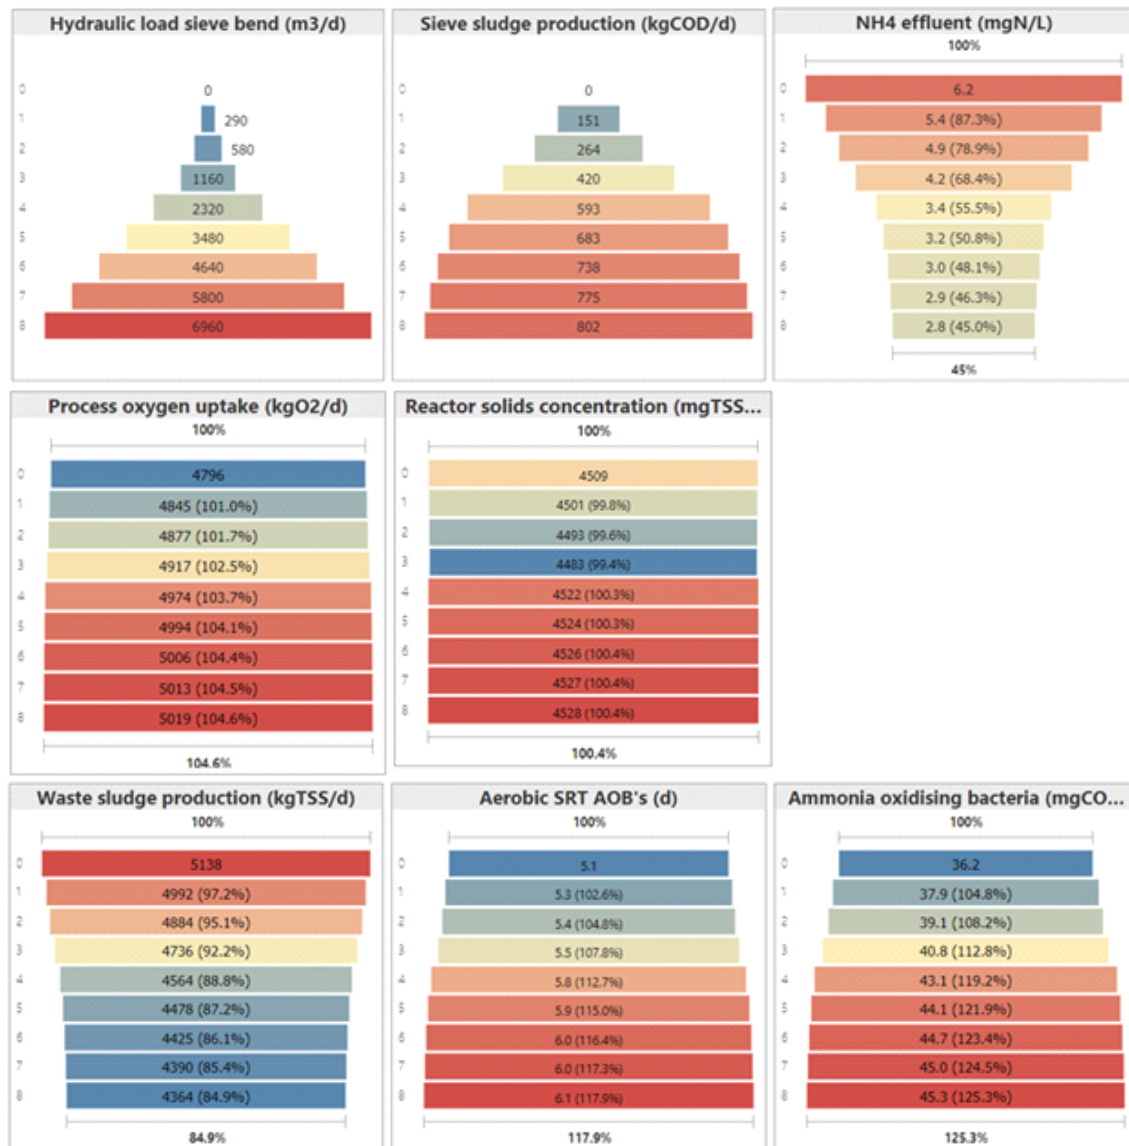 Hydraulic load sieve bend (m3/d)
0 0
1 290
2 580
3 1160
4 2320
5 3480
6 4640
7 5800
8 6960
Sieve sludge production (kgCOD/d)
0 0
1 151
2 264
3 420
4 593
5 683
6 738
7 775
8 802
NH4 effluent (mgN/L)
100%
0 6.2
1 5.4 (87.3%)
2 4.9 (78.9%)
3 4.2 (68.4%)
4 3.4 (55.5%)
5 3.2 (50.8%)
6 3.0 (48.1%)
7 2.9 (46.3%)
8 2.8 (45.0%)
45%
Process oxygen uptake (kgO2/d)
100%
0 4796
1 4845 (101.0%)
2 4877 (101.7%)
3 4917 (102.5%)
4 4974 (103.7%)
5 4994 (104.1%)
6 5006 (104.4%)
7 5013 (104.5%)
8 5019 (104.6%)
104.6%
Reactor solids concentration (mgTSS...
100%
0 4509
1 4501 (99.8%)
2 4493 (99.6%)
3 4483 (99.4%)
4 4522 (100.3%)
5 4524 (100.3%)
6 4526 (100.4%)
7 4527 (100.4%)
8 4528 (100.4%)
100.4%
Waste sludge production (kgTSS/d)
100%
0 5138
1 4992 (97.2%)
2 4884 (95.1%)
3 4736 (92.2%)
4 4564 (88.8%)
5 4478 (87.2%)
6 4425 (86.1%)
7 4390 (85.4%)
8 4364 (84.9%)
84.9%
Aerobic SRT AOB's (d)
100%
0 5.1
1 5.3 (102.6%)
2 5.4 (104.8%)
3 5.5 (107.8%)
4 5.8 (112.7%)
5 5.9 (115.0%)
6 6.0 (116.4%)
7 6.0 (117.3%)
8 6.1 (117.9%)
117.9%
Ammonia oxidising bacteria (mgCO...
100%
0 36.2
1 37.9 (104.8%)
2 39.1 (108.2%)
3 40.8 (112.8%)
4 43.1 (119.2%)
5 44.1 (121.9%)
6 44.7 (123.4%)
7 45.0 (124.5%)
8 45.3 (125.3%)
125.3%